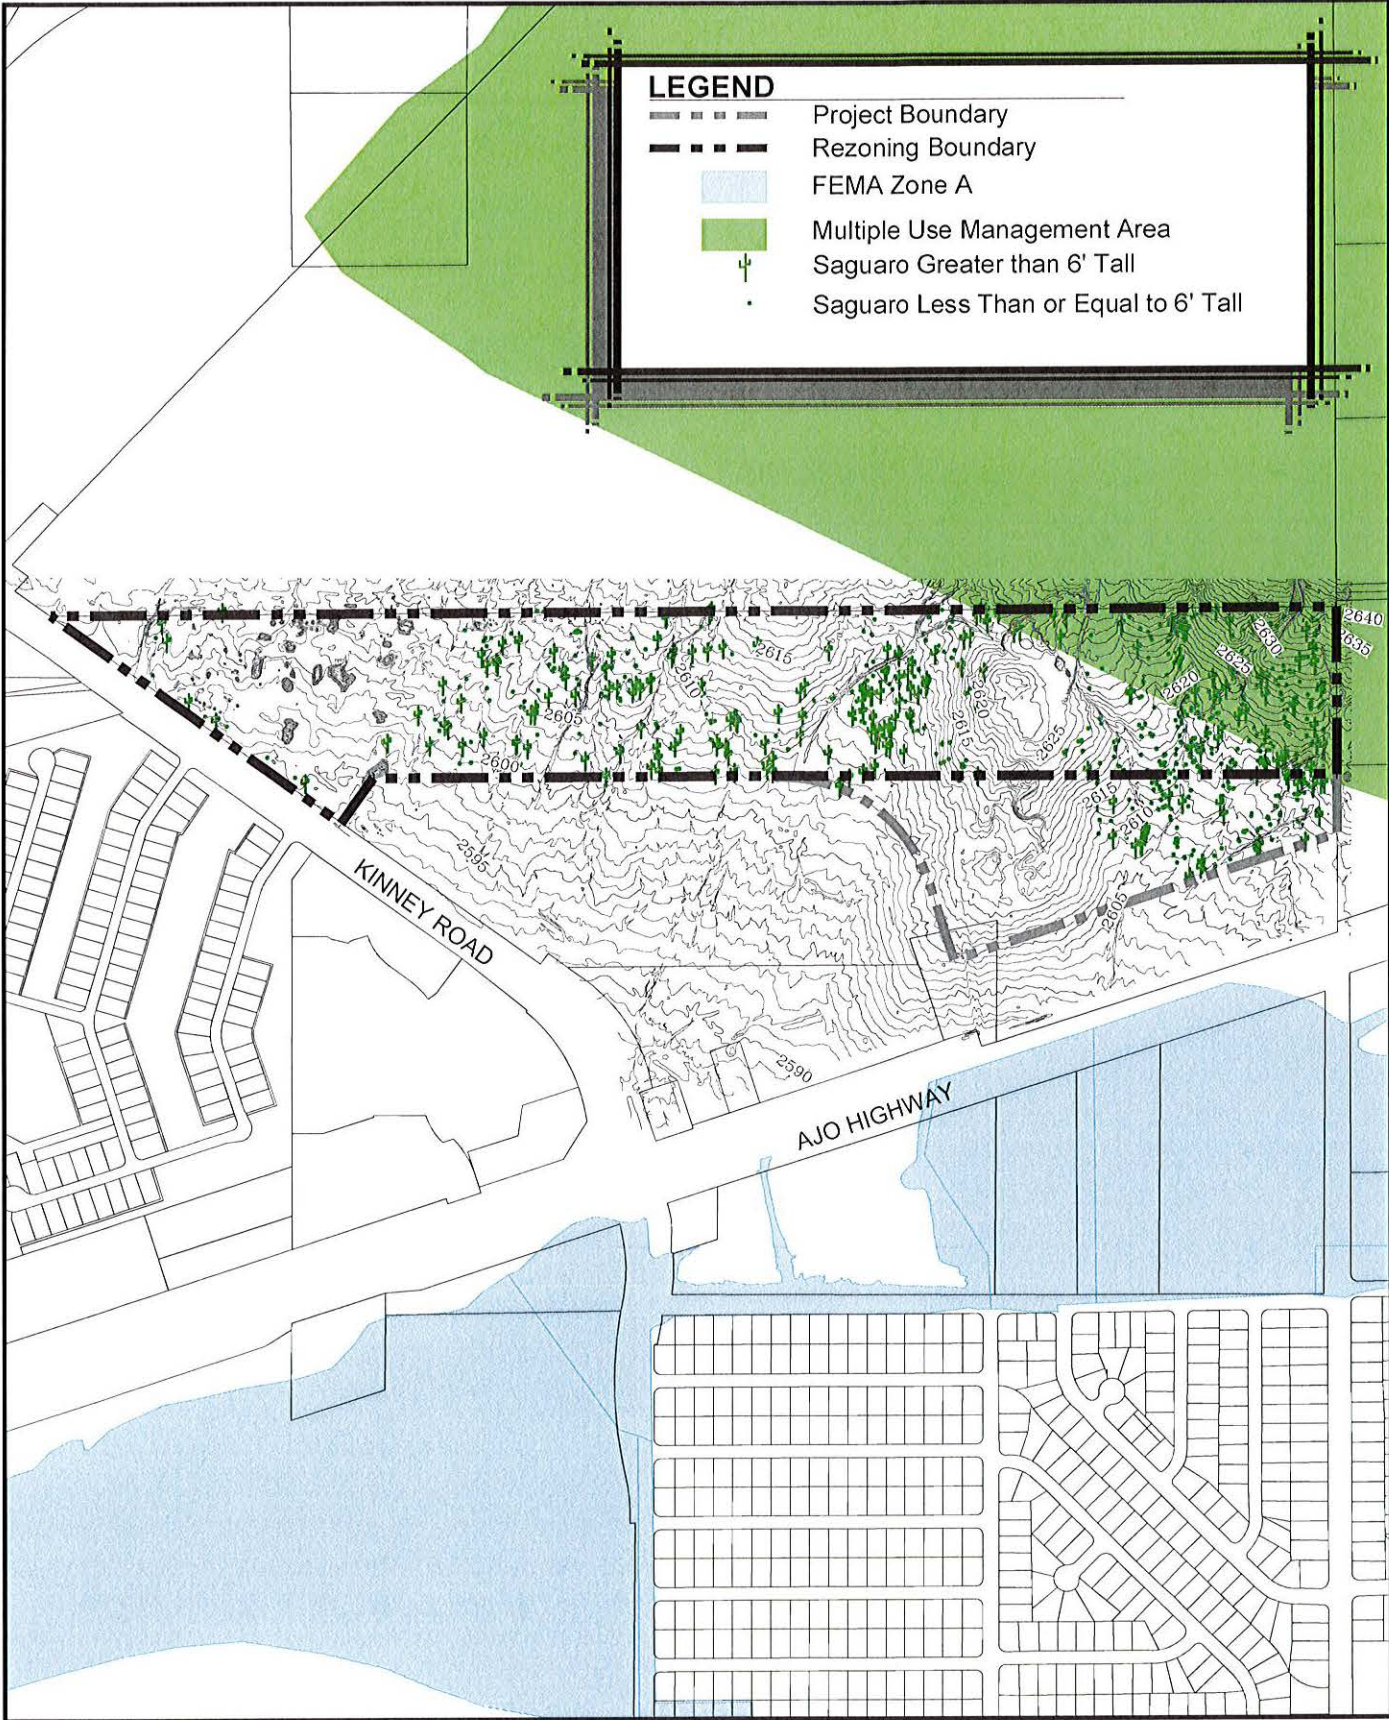 LEGEND
Project Boundary
Rezoning Boundary
FEMA Zone A
Multiple Use Management Area
Saguaro Greater than 6' Tall
Saguaro Less Than or Equal to 6' Tall
2640
2635
2630
2625
2620
2615
2610
2605
2600
2620
2615
2625
2615
2610
2605
2595
2590
KINNEY ROAD
AJO HIGHWAY